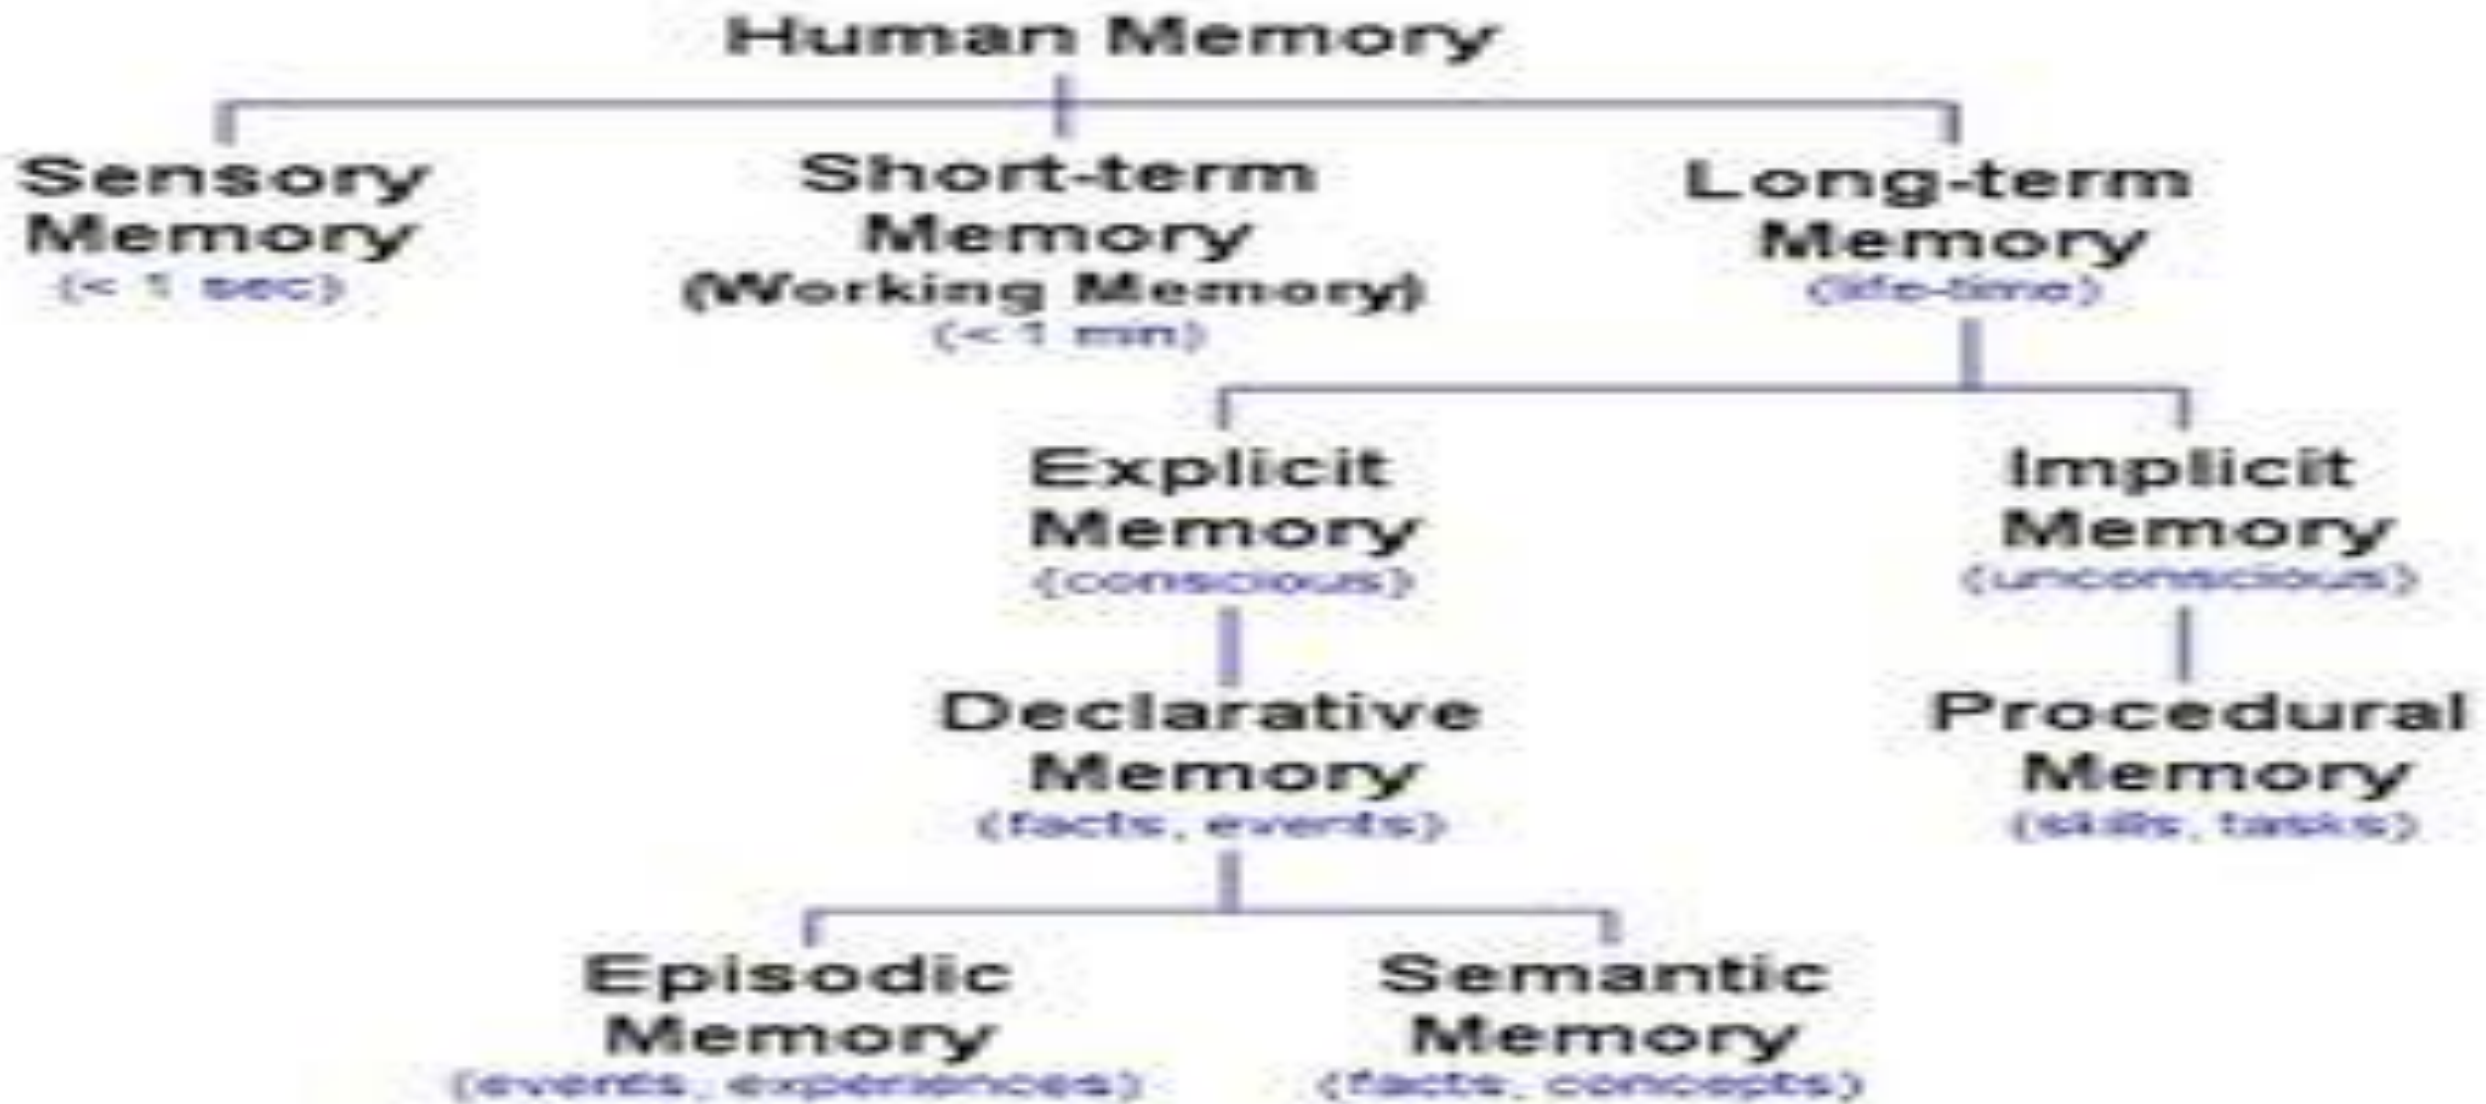 Human Memory
Sensory
Memory
(< 1 sec)
Short-term
Memory
(Working Memory)
(< 1 min)
Long-term
Memory
(life-time)
Explicit
Memory
(conscious)
Implicit
Memory
(unconscious)
Declarative
Memory
(facts, events)
Procedural
Memory
(skills, tasks)
Episodic
Memory
(events, experiences)
Semantic
Memory
(facts, concepts)